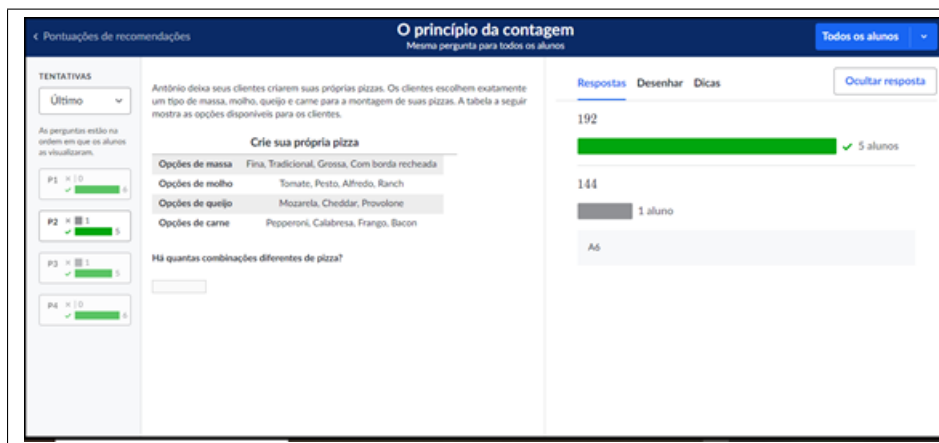 ‹ Pontuações de recomendações
O princípio da contagem
Mesma pergunta para todos os alunos
Todos os alunos
TENTATIVAS
Último
As perguntas estão na
ordem em que os alunos
as visualizaram.
P1 × 0
✓ 6
P2 × 1
✓ 5
P3 × 1
✓ 5
P4 × 0
✓ 6
Antônio deixa seus clientes criarem suas próprias pizzas. Os clientes escolhem exatamente
um tipo de massa, molho, queijo e carne para a montagem de suas pizzas. A tabela a seguir
mostra as opções disponíveis para os clientes.
Crie sua própria pizza
Opções de massa Fina, Tradicional, Grossa, Com borda recheada
Opções de molho Tomate, Pesto, Alfredo, Ranch
Opções de queijo Mozarela, Cheddar, Provolone
Opções de carne Pepperoni, Calabresa, Frango, Bacon
Há quantas combinações diferentes de pizza?
Respostas Desenhar Dicas
Ocultar resposta
192
✓ 5 alunos
144
1 aluno
A6